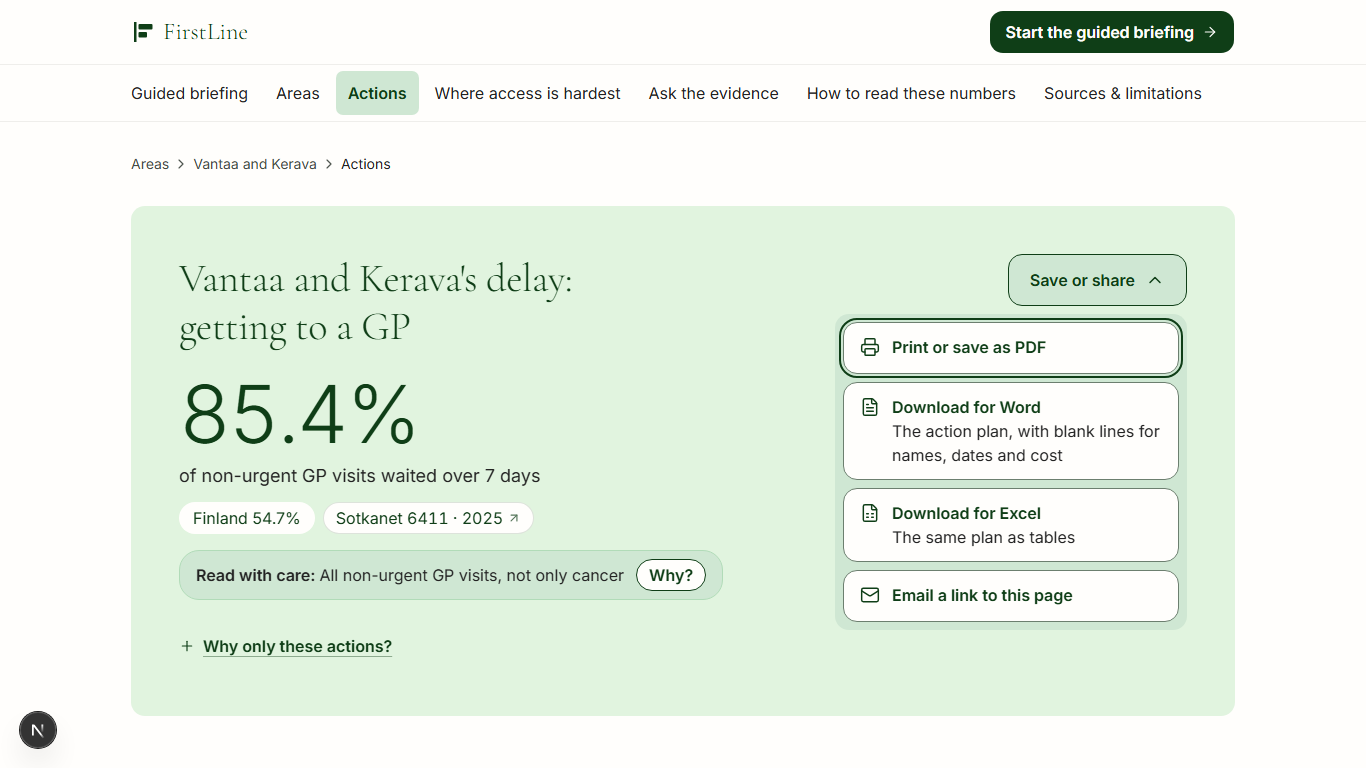 FirstLine
Start the guided briefing →
Guided briefing
Areas
Actions
Where access is hardest
Ask the evidence
How to read these numbers
Sources & limitations
Areas > Vantaa and Kerava > Actions
Vantaa and Kerava's delay:
getting to a GP
85.4%
of non-urgent GP visits waited over 7 days
Finland 54.7%
Sotkanet 6411 · 2025 ↗
Read with care: All non-urgent GP visits, not only cancer
Why?
+ Why only these actions?
Save or share
Print or save as PDF
Download for Word
The action plan, with blank lines for
names, dates and cost
Download for Excel
The same plan as tables
Email a link to this page
N